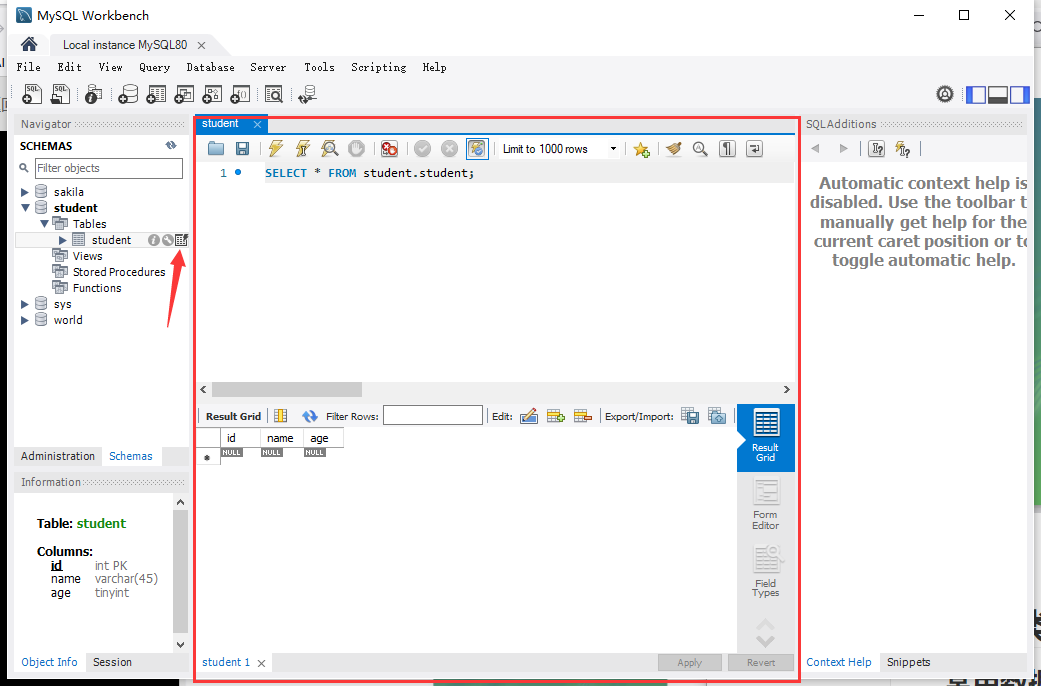 MySQL Workbench
Local instance MySQL80
File Edit View Query Database Server Tools Scripting Help
Navigator
SCHEMAS
Filter objects
sakila
student
Tables
student
Views
Stored Procedures
Functions
sys
world
Administration Schemas
Information
Table: student
Columns:
id int PK
name varchar(45)
age tinyint
Object Info Session
student
Limit to 1000 rows
1 SELECT * FROM student.student;
Result Grid Filter Rows: Edit: Export/Import:
id name age
NULL NULL NULL
Result
Grid
Form
Editor
Field
Types
student 1
Apply Revert
SQLAdditions
Automatic context help is
disabled. Use the toolbar t
manually get help for the
current caret position or to
toggle automatic help.
Context Help Snippets